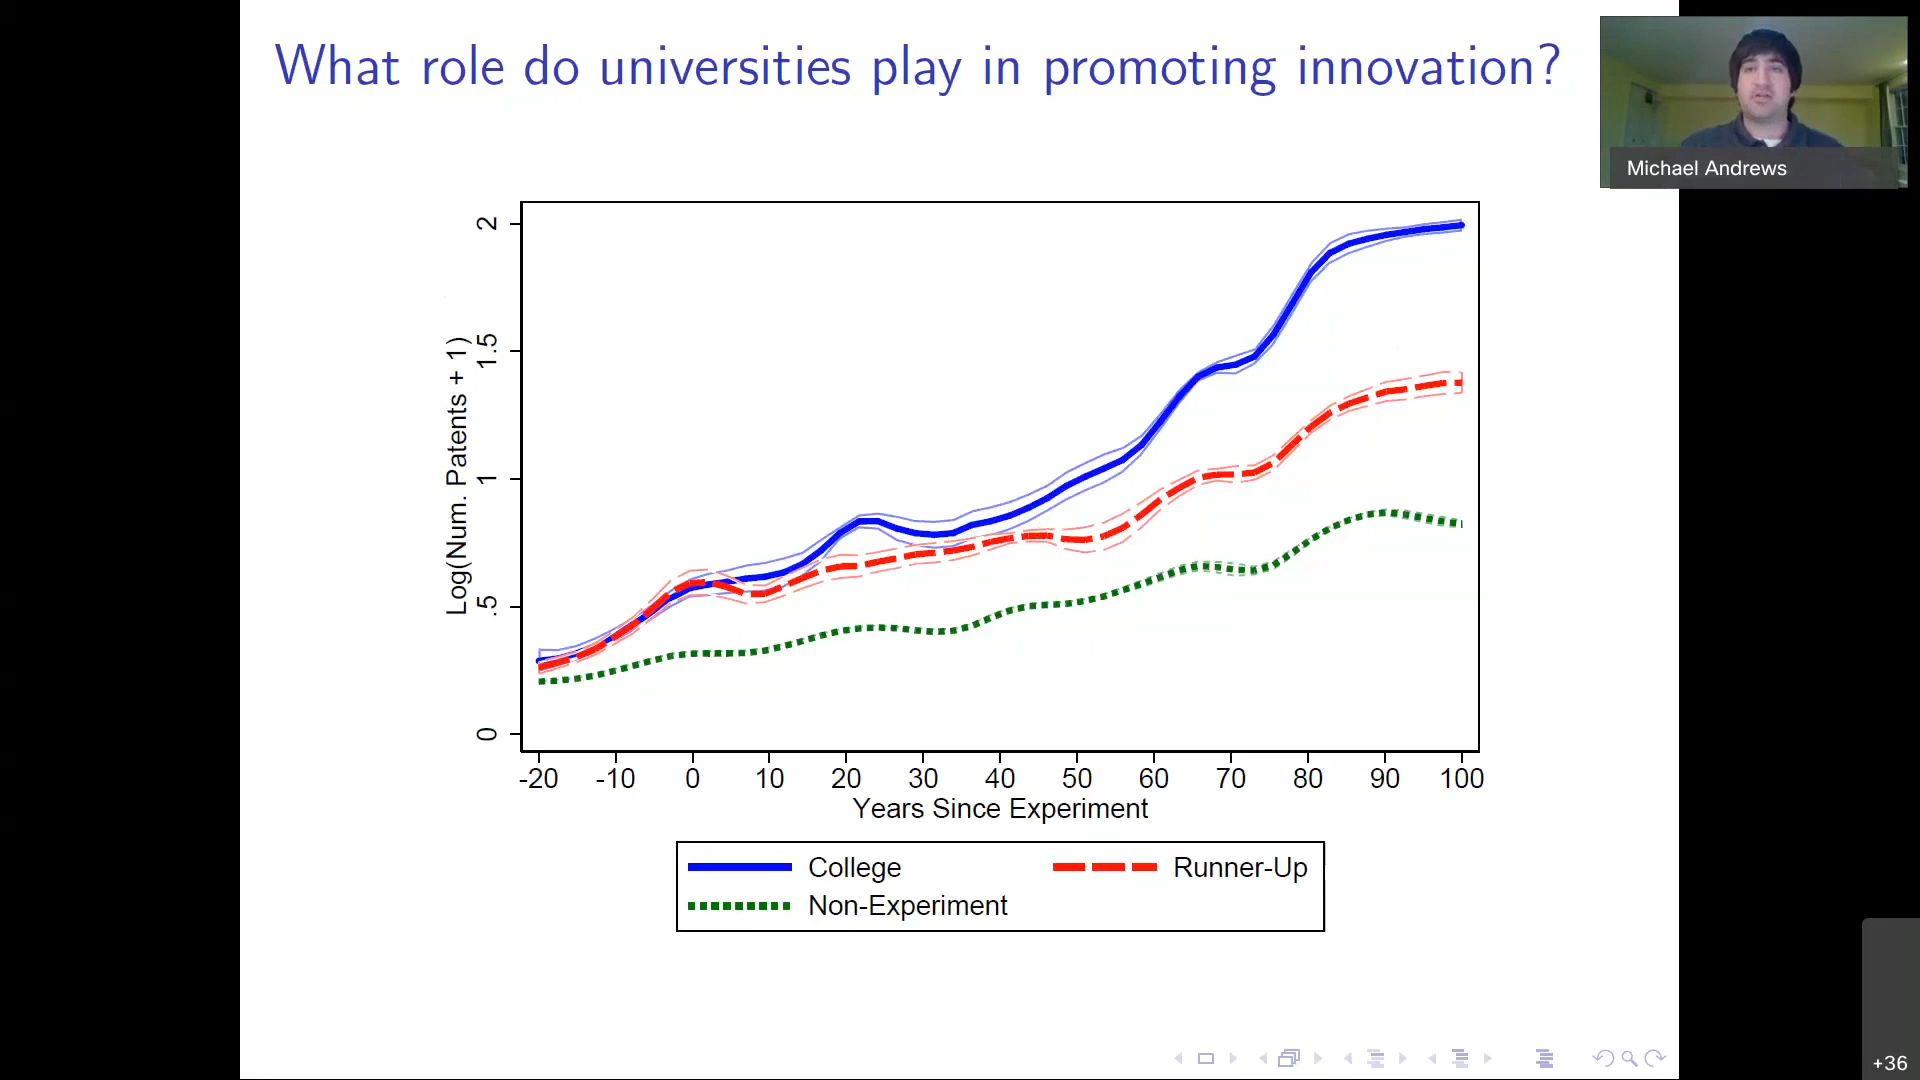 What role do universities play in promoting innovation?
Michael Andrews
Log(Num. Patents + 1)
2
1.5
1
.5
0
-20 -10 0 10 20 30 40 50 60 70 80 90 100
Years Since Experiment
College Runner-Up
Non-Experiment
+36